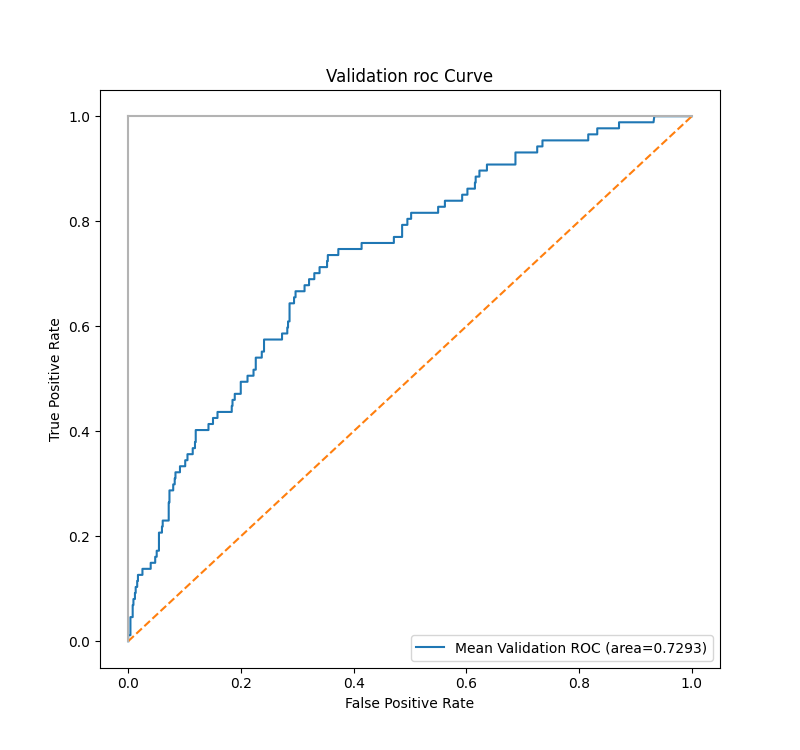 Validation roc Curve
True Positive Rate
1.0
0.8
0.6
0.4
0.2
0.0
Mean Validation ROC (area=0.7293)
0.0 0.2 0.4 0.6 0.8 1.0
False Positive Rate